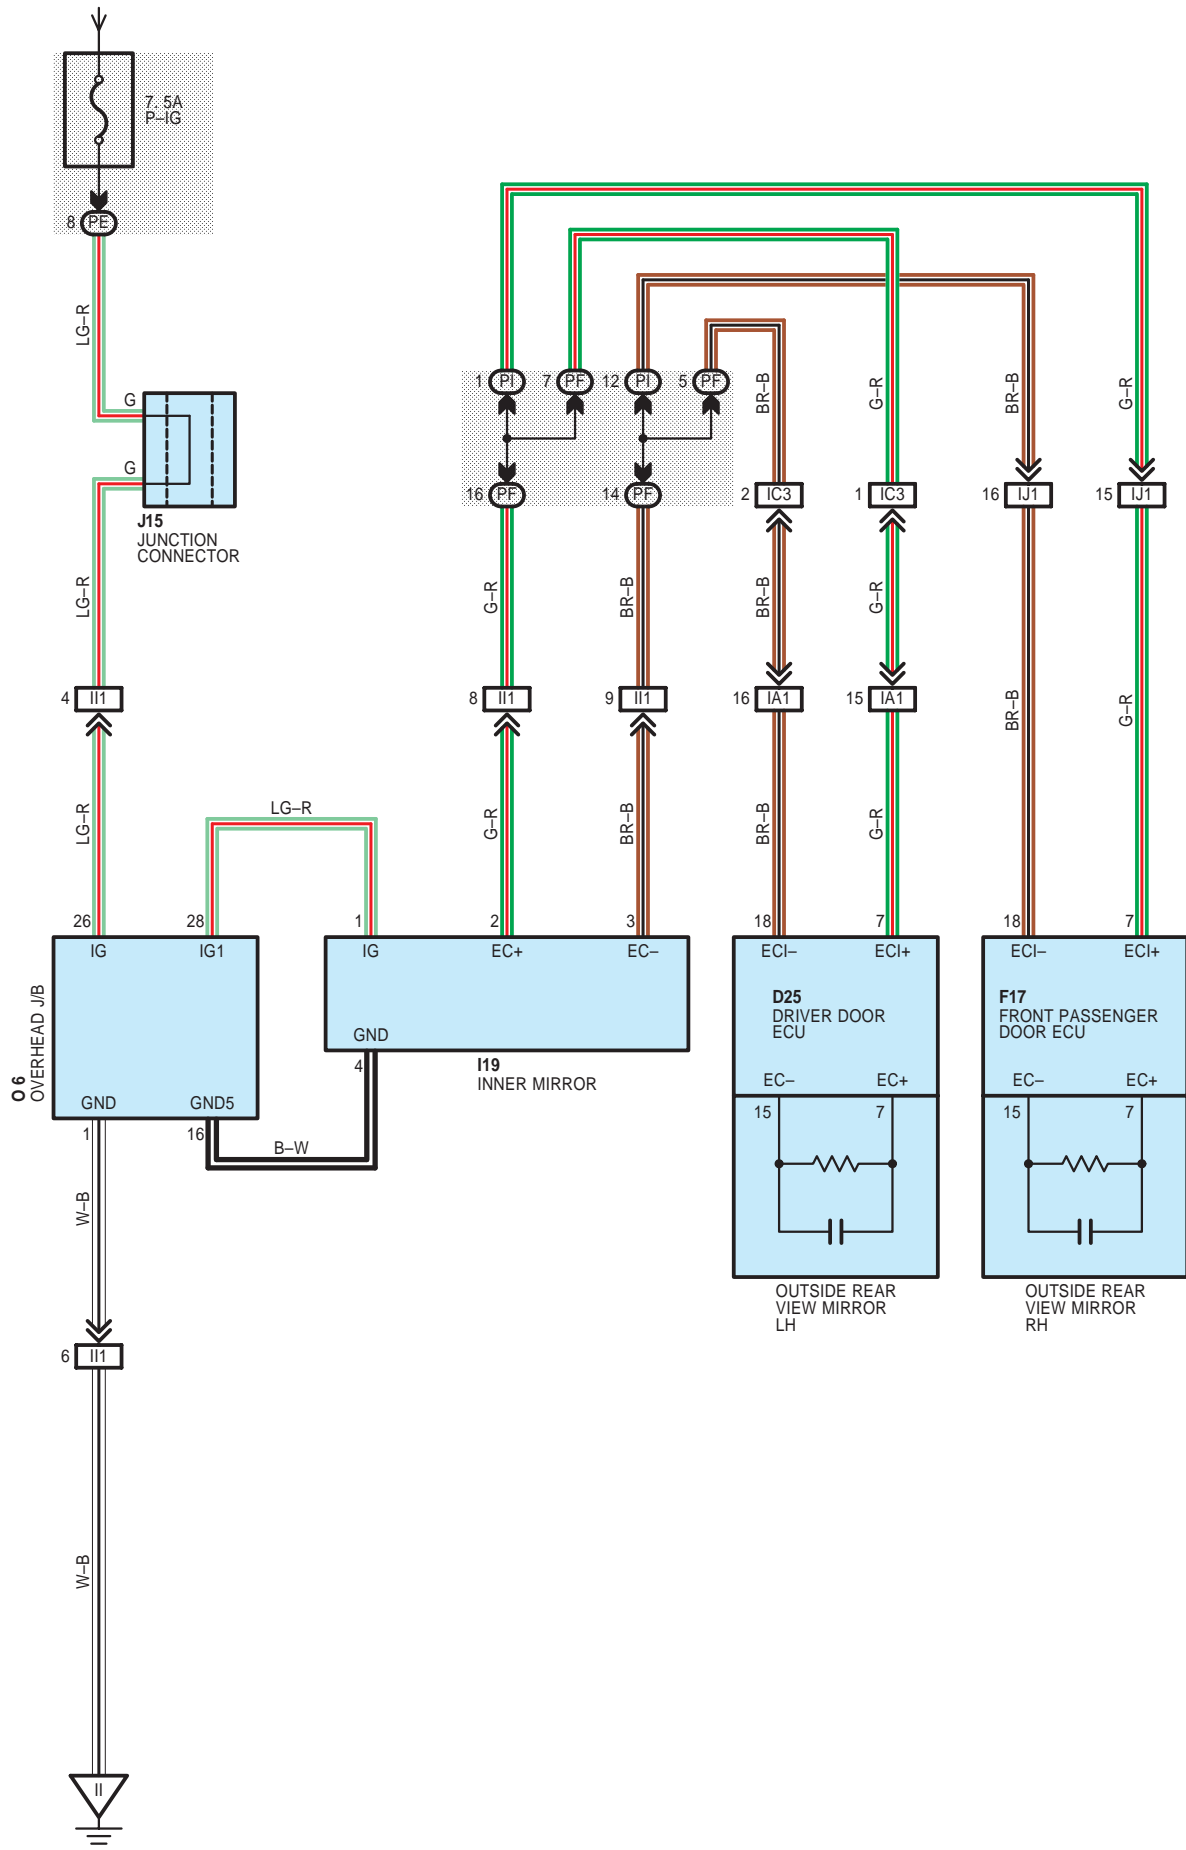 7. 5A
P–IG
8 PE
LG–R
1 PI 7 PF 12 PI 5 PF
BR–B
G–R
BR–B
G–R
G
G
J15
JUNCTION
CONNECTOR
16 PF 14 PF 2 IC3 1 IC3 16 IJ1 15 IJ1
LG–R
G–R
BR–B
BR–B
G–R
4 II1 8 II1 9 II1 16 IA1 15 IA1
BR–B
G–R
LG–R
LG–R
G–R
BR–B
BR–B
G–R
26 28 1 2 3 18 7 18 7
IG IG1 IG EC+ EC– ECI– ECI+ ECI– ECI+
O 6
OVERHEAD J/B
D25
DRIVER DOOR
ECU
F17
FRONT PASSENGER
DOOR ECU
GND
4
I19
INNER MIRROR
EC– EC+ EC– EC+
GND GND5
15 7 15 7
1 16
B–W
W–B
OUTSIDE REAR
VIEW MIRROR
LH
OUTSIDE REAR
VIEW MIRROR
RH
6 II1
W–B
II